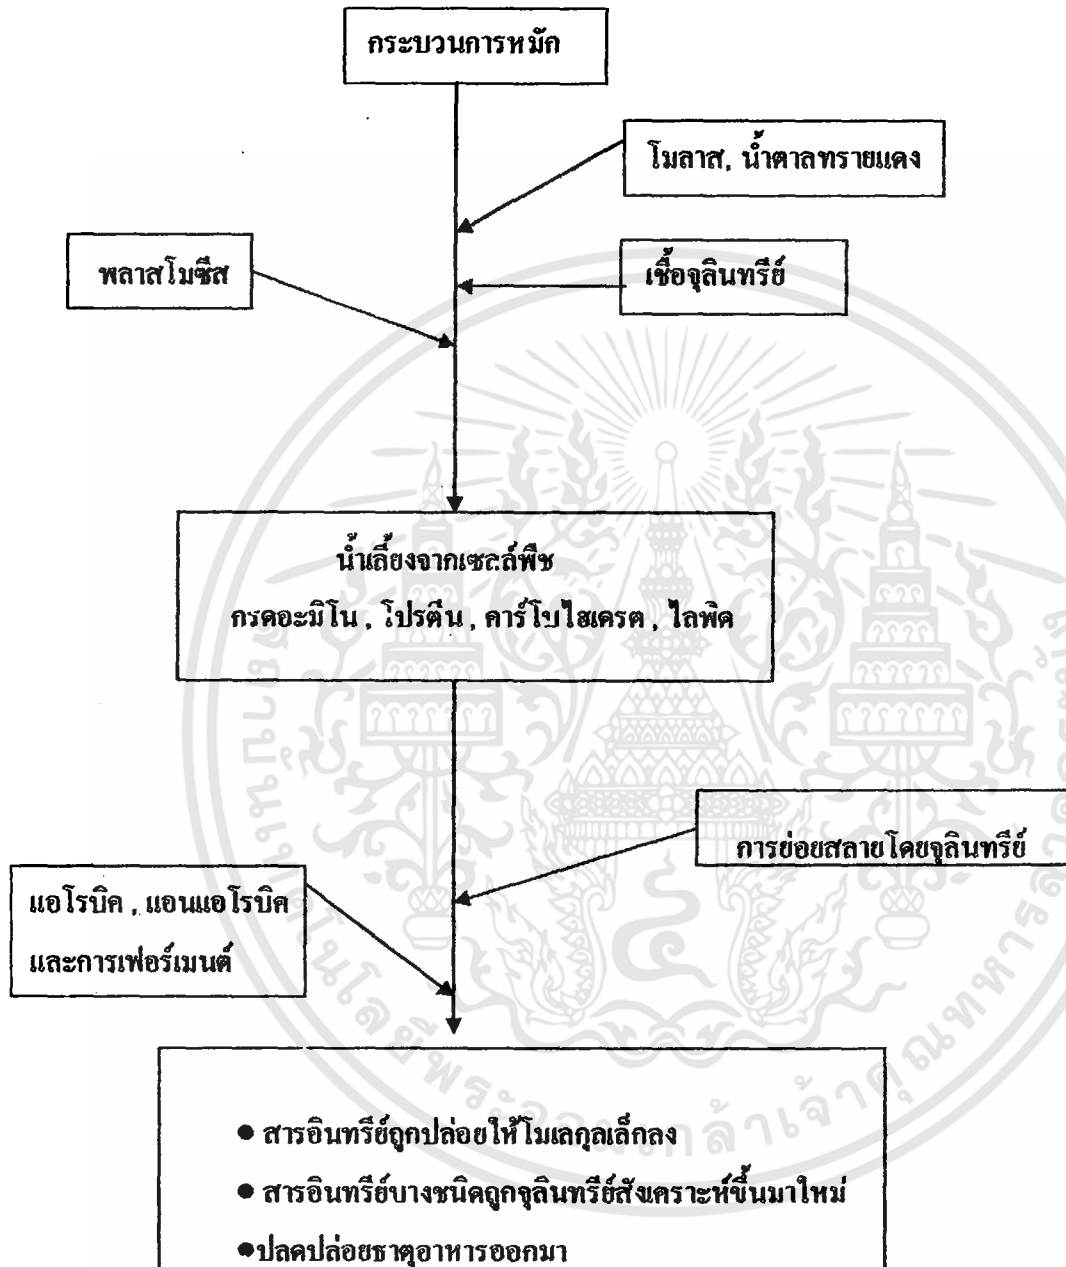 กระบวนการหมัก
โมลาส, น้ำตาลทรายแดง
พลาสโมซีส
เชื้อจุลินทรีย์
น้ำเลี้ยงจากเซลล์พืช
กรดอะมิโน , โปรตีน , คาร์โบไฮเดรต , ไลพิด
การย่อยสลายโดยจุลินทรีย์
แอโรบิค , แอนแอโรบิค
และการเฟอร์เมนต์
● สารอินทรีย์ถูกปล่อยให้โมเลกุลเล็กลง
● สารอินทรีย์บางชนิดถูกจุลินทรีย์สังเคราะห์ขึ้นมาใหม่
●ปลดปล่อยธาตุอาหารออกมา